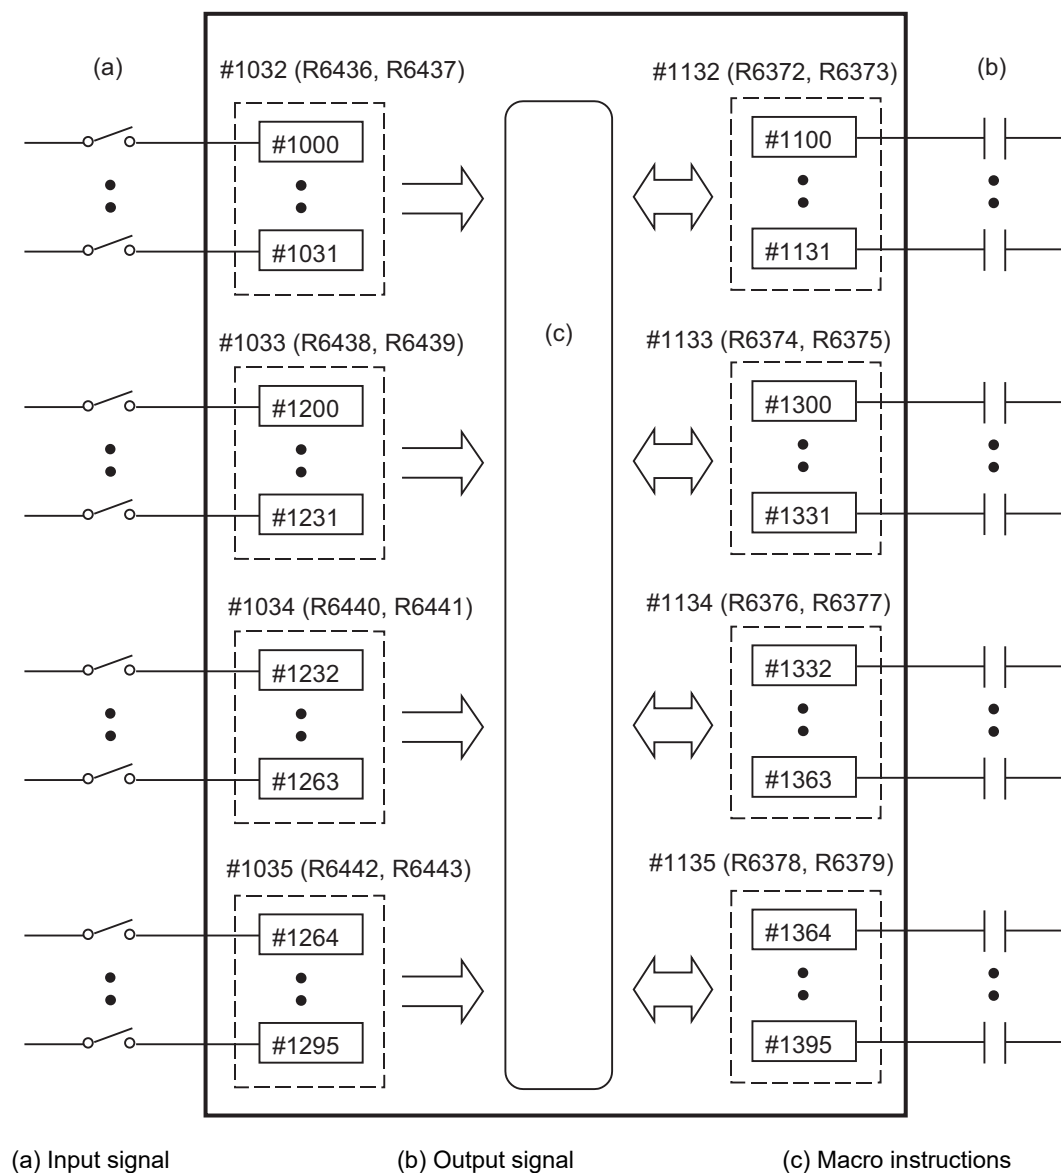 (a)
#1032 (R6436, R6437)
#1132 (R6372, R6373)
(b)
#1000
#1100
#1031
#1131
(c)
#1033 (R6438, R6439)
#1133 (R6374, R6375)
#1200
#1300
#1231
#1331
#1034 (R6440, R6441)
#1134 (R6376, R6377)
#1232
#1332
#1263
#1363
#1035 (R6442, R6443)
#1135 (R6378, R6379)
#1264
#1364
#1295
#1395
(a) Input signal
(b) Output signal
(c) Macro instructions